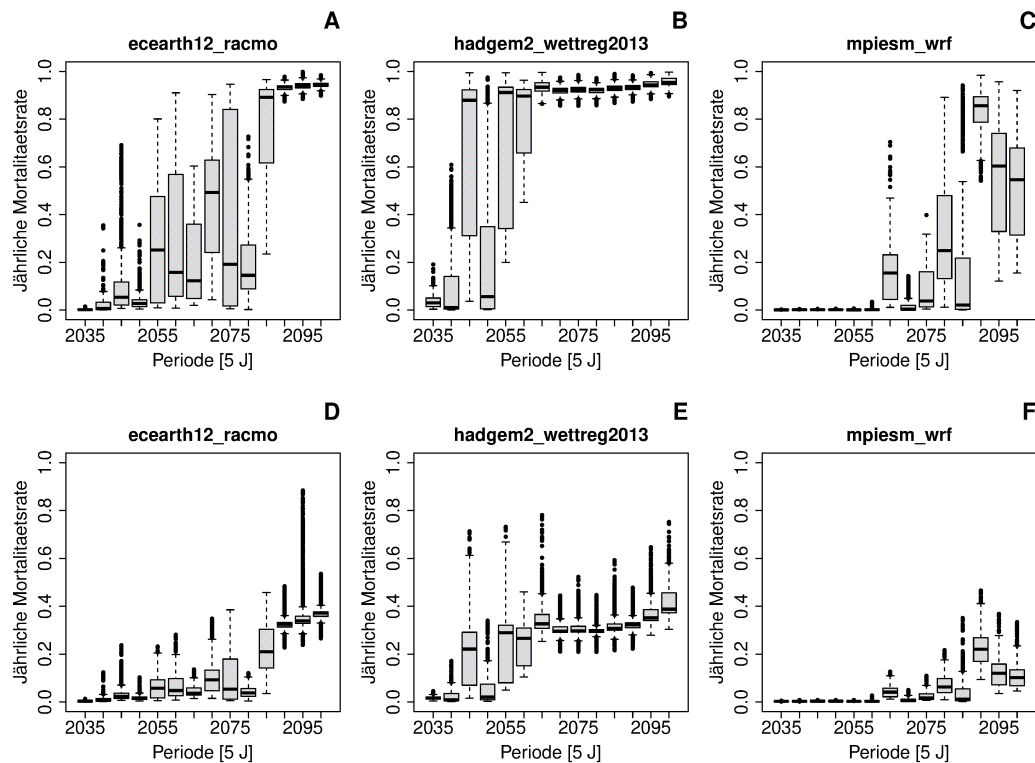 A
B
C
ecearth12_racmo
hadgem2_wettreg2013
mpiesm_wrf
Jährliche Mortalitaetsrate
0.0 0.2 0.4 0.6 0.8 1.0
2035 2055 2075 2095
Periode [5 J]
Jährliche Mortalitaetsrate
0.0 0.2 0.4 0.6 0.8 1.0
2035 2055 2075 2095
Periode [5 J]
Jährliche Mortalitaetsrate
0.0 0.2 0.4 0.6 0.8 1.0
2035 2055 2075 2095
Periode [5 J]
D
E
F
ecearth12_racmo
hadgem2_wettreg2013
mpiesm_wrf
Jährliche Mortalitaetsrate
0.0 0.2 0.4 0.6 0.8 1.0
2035 2055 2075 2095
Periode [5 J]
Jährliche Mortalitaetsrate
0.0 0.2 0.4 0.6 0.8 1.0
2035 2055 2075 2095
Periode [5 J]
Jährliche Mortalitaetsrate
0.0 0.2 0.4 0.6 0.8 1.0
2035 2055 2075 2095
Periode [5 J]